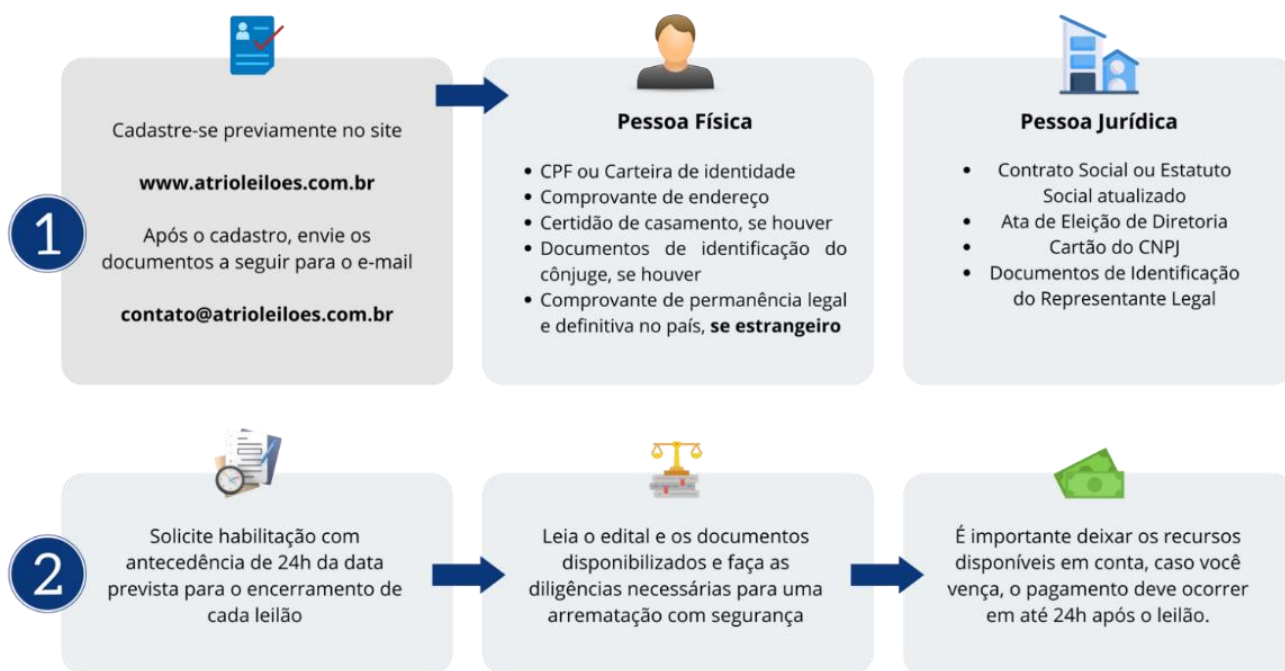 1
Cadastre-se previamente no site
www.atrioleiloes.com.br
Após o cadastro, envie os
documentos a seguir para o e-mail
contato@atrioleiloes.com.br
Pessoa Física
• CPF ou Carteira de identidade
• Comprovante de endereço
• Certidão de casamento, se houver
• Documentos de identificação do
cônjuge, se houver
• Comprovante de permanência legal
e definitiva no país, se estrangeiro
Pessoa Jurídica
• Contrato Social ou Estatuto
Social atualizado
• Ata de Eleição de Diretoria
• Cartão do CNPJ
• Documentos de Identificação
do Representante Legal
2
Solicite habilitação com
antecedência de 24h da data
prevista para o encerramento de
cada leilão
Leia o edital e os documentos
disponibilizados e faça as
diligências necessárias para uma
arrematação com segurança
É importante deixar os recursos
disponíveis em conta, caso você
vença, o pagamento deve ocorrer
em até 24h após o leilão.